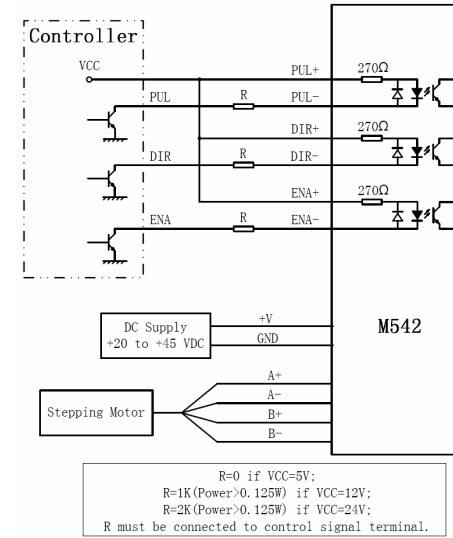 Controller
VCC
PUL+
270Ω
PUL
R
PUL-
DIR+
270Ω
DIR
R
DIR-
ENA+
270Ω
ENA
R
ENA-
DC Supply
+20 to +45 VDC
+V
GND
M542
Stepping Motor
A+
A-
B+
B-
R=0 if VCC=5V;
R=1K(Power>0.125W) if VCC=12V;
R=2K(Power>0.125W) if VCC=24V;
R must be connected to control signal terminal.